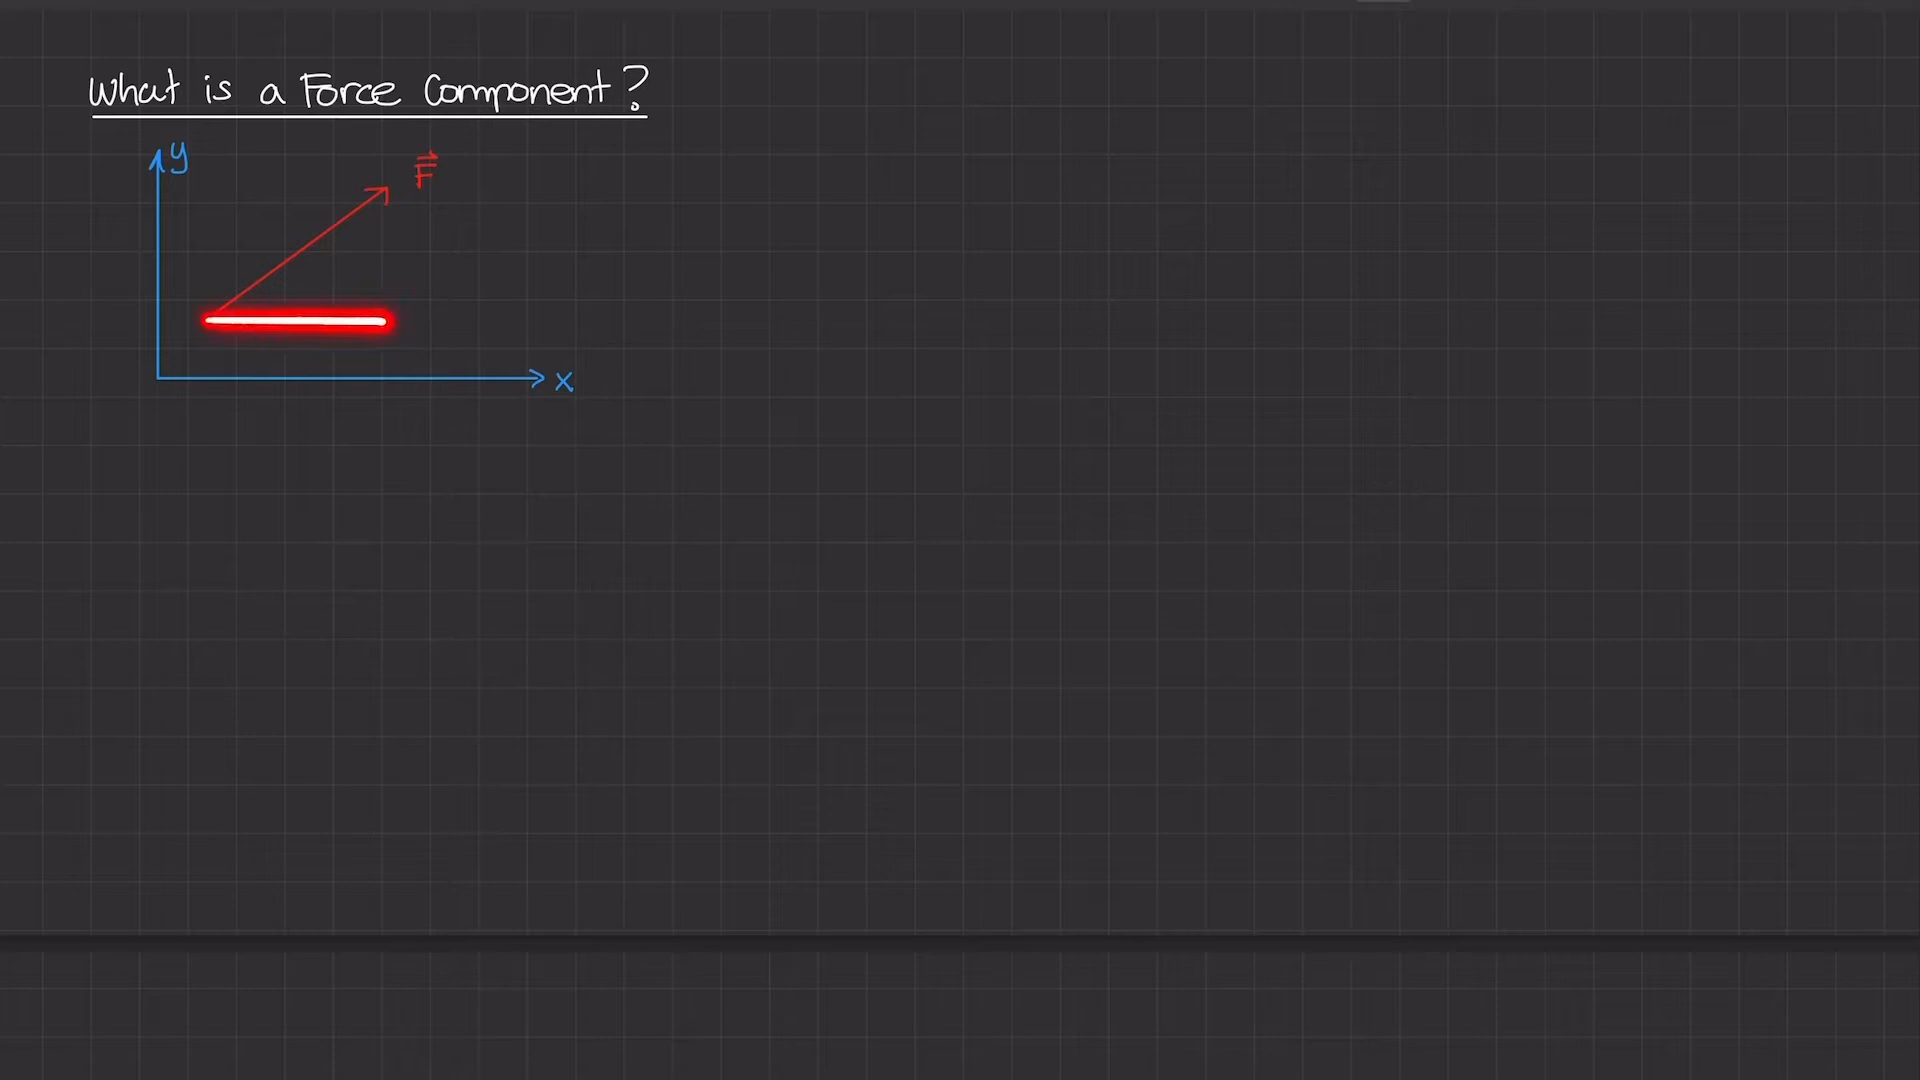 What is a Force Component?
y
F⃗
x